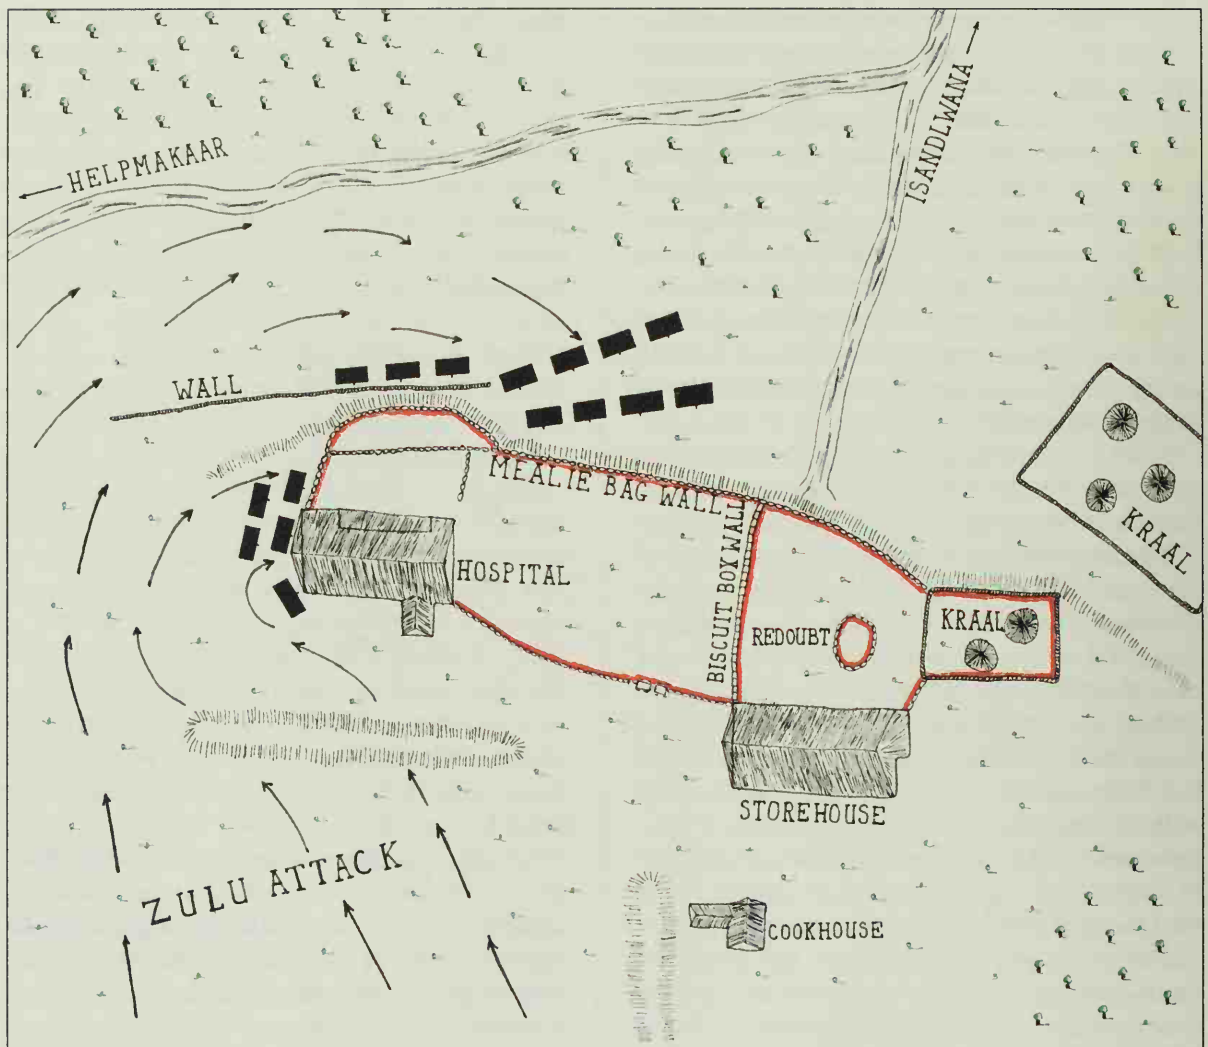 HELPMAKAAR
ISANDLWANA
WALL
MEALIE BAG WALL
KRAAL
HOSPITAL
BISCUIT BOX WALL
REDOUBT
KRAAL
STOREHOUSE
ZULU ATTACK
COOKHOUSE